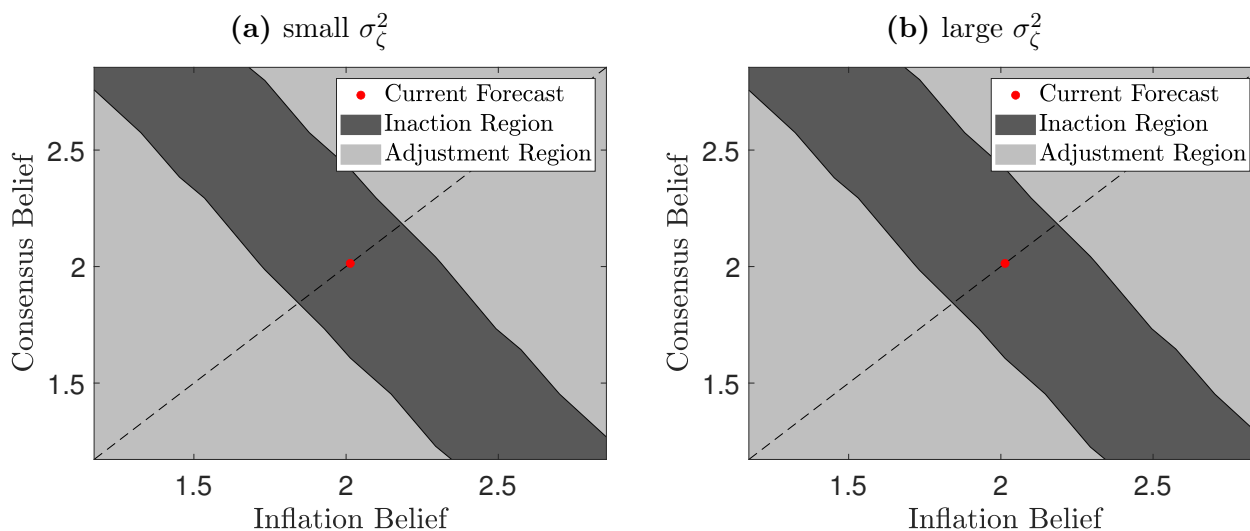 (a) small σ²_ζ
Current Forecast
Inaction Region
Adjustment Region
2.5
2
1.5
Consensus Belief
1.5 2 2.5
Inflation Belief
(b) large σ²_ζ
Current Forecast
Inaction Region
Adjustment Region
2.5
2
1.5
Consensus Belief
1.5 2 2.5
Inflation Belief